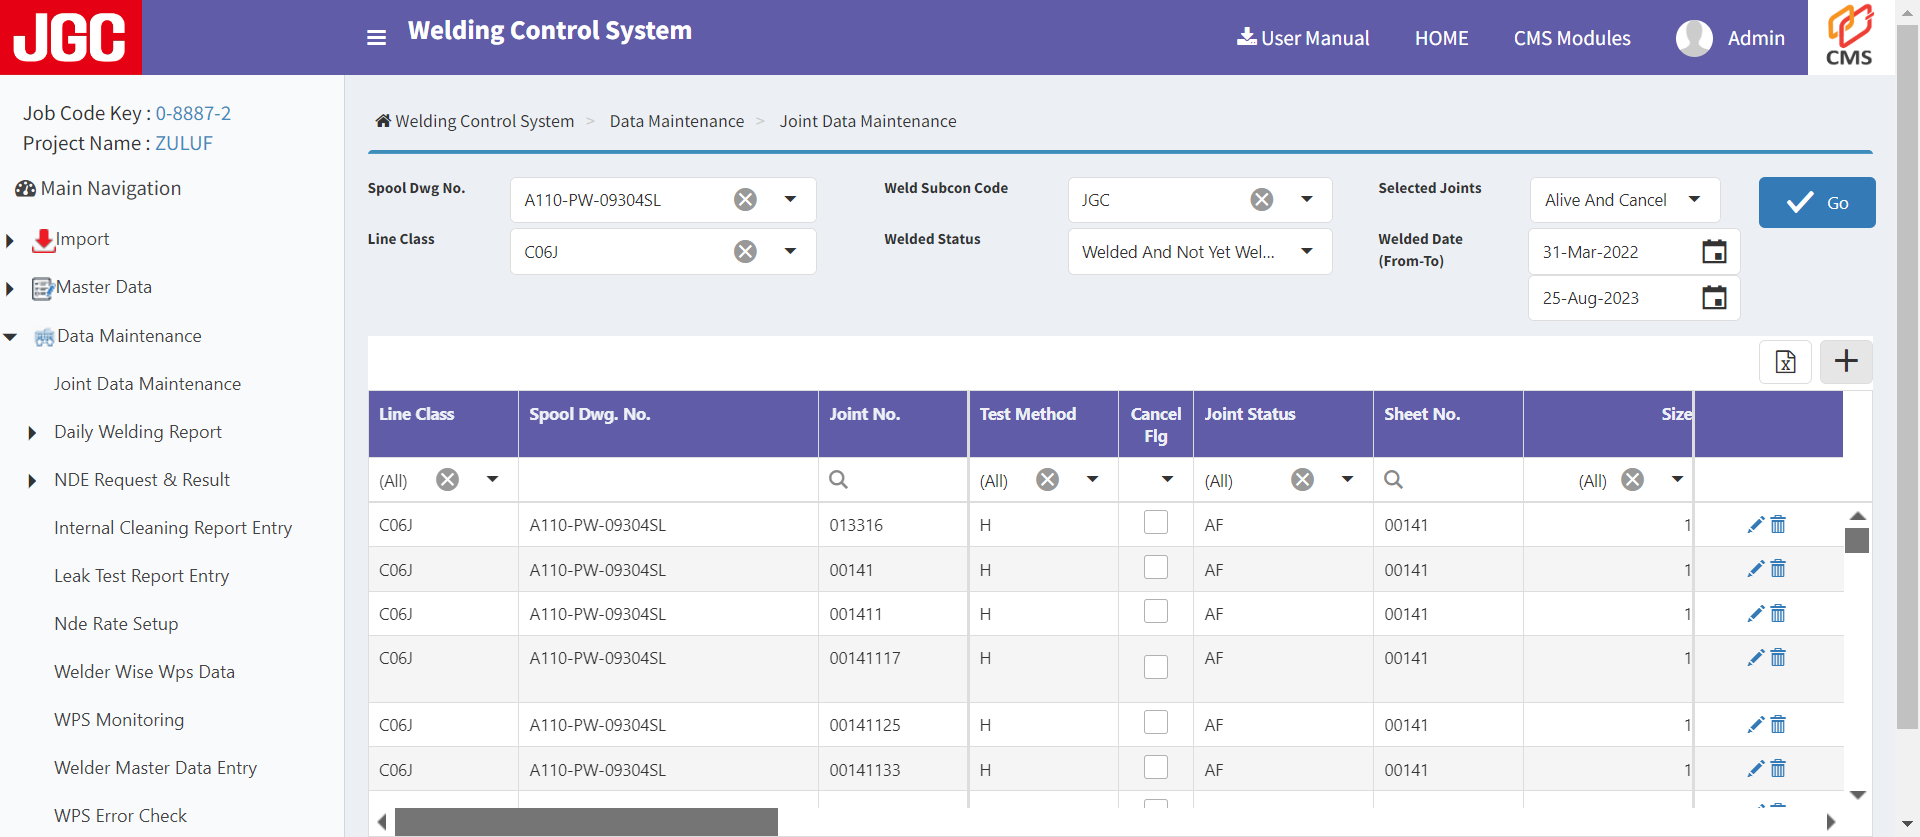 JGC
Welding Control System
User Manual
HOME
CMS Modules
Admin
CMS
Job Code Key : 0-8887-2
Project Name : ZULUF
Main Navigation
Import
Master Data
Data Maintenance
Joint Data Maintenance
Daily Welding Report
NDE Request & Result
Internal Cleaning Report Entry
Leak Test Report Entry
Nde Rate Setup
Welder Wise Wps Data
WPS Monitoring
Welder Master Data Entry
WPS Error Check
Welding Control System > Data Maintenance > Joint Data Maintenance
Spool Dwg No. A110-PW-09304SL Weld Subcon Code JGC Selected Joints Alive And Cancel Go
Line Class C06J Welded Status Welded And Not Yet Wel... Welded Date (From-To) 31-Mar-2022
25-Aug-2023
Line Class Spool Dwg. No. Joint No. Test Method Cancel Flg Joint Status Sheet No. Size
(All) (All) (All) (All)
C06J A110-PW-09304SL 013316 H AF 00141 1
C06J A110-PW-09304SL 00141 H AF 00141 1
C06J A110-PW-09304SL 001411 H AF 00141 1
C06J A110-PW-09304SL 00141117 H AF 00141 1
C06J A110-PW-09304SL 00141125 H AF 00141 1
C06J A110-PW-09304SL 00141133 H AF 00141 1